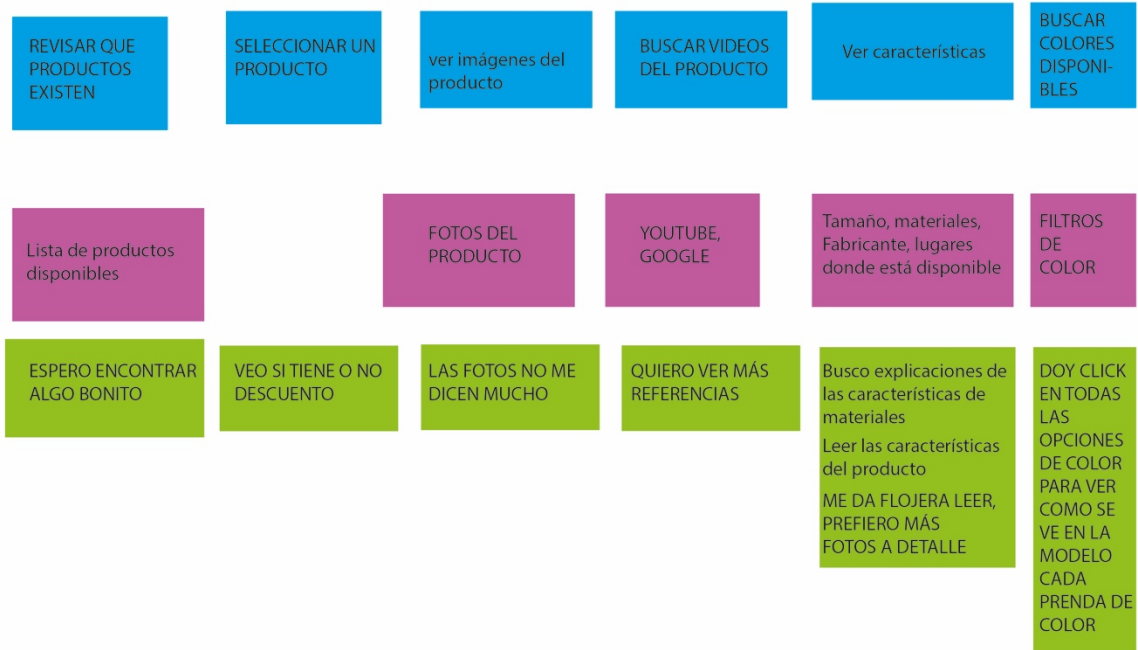 REVISAR QUE
PRODUCTOS
EXISTEN
SELECCIONAR UN
PRODUCTO
ver imágenes del
producto
BUSCAR VIDEOS
DEL PRODUCTO
Ver características
BUSCAR
COLORES
DISPONI-
BLES
Lista de productos
disponibles
FOTOS DEL
PRODUCTO
YOUTUBE,
GOOGLE
Tamaño, materiales,
Fabricante, lugares
donde está disponible
FILTROS
DE
COLOR
ESPERO ENCONTRAR
ALGO BONITO
VEO SI TIENE O NO
DESCUENTO
LAS FOTOS NO ME
DICEN MUCHO
QUIERO VER MÁS
REFERENCIAS
Busco explicaciones de
las características de
materiales
Leer las características
del producto
ME DA FLOJERA LEER,
PREFIERO MÁS
FOTOS A DETALLE
DOY CLICK
EN TODAS
LAS
OPCIONES
DE COLOR
PARA VER
COMO SE
VE EN LA
MODELO
CADA
PRENDA DE
COLOR